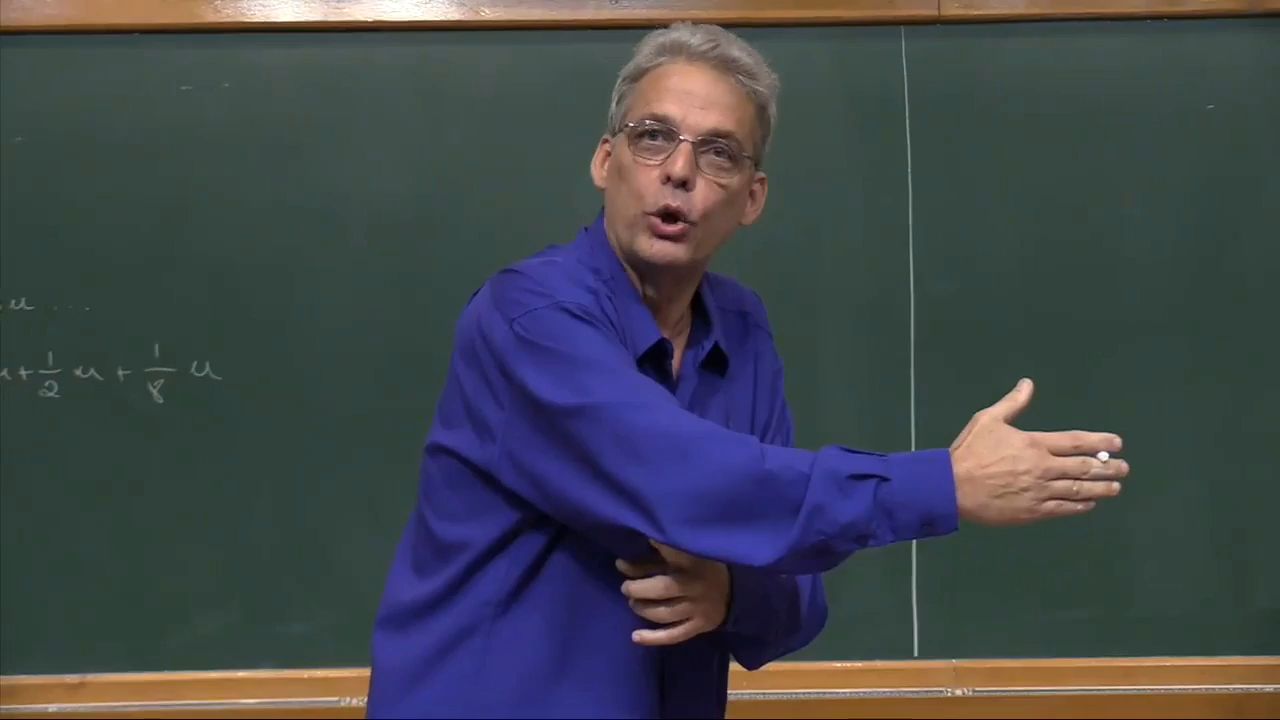 u ...
u + 1/2 u + 1/8 u